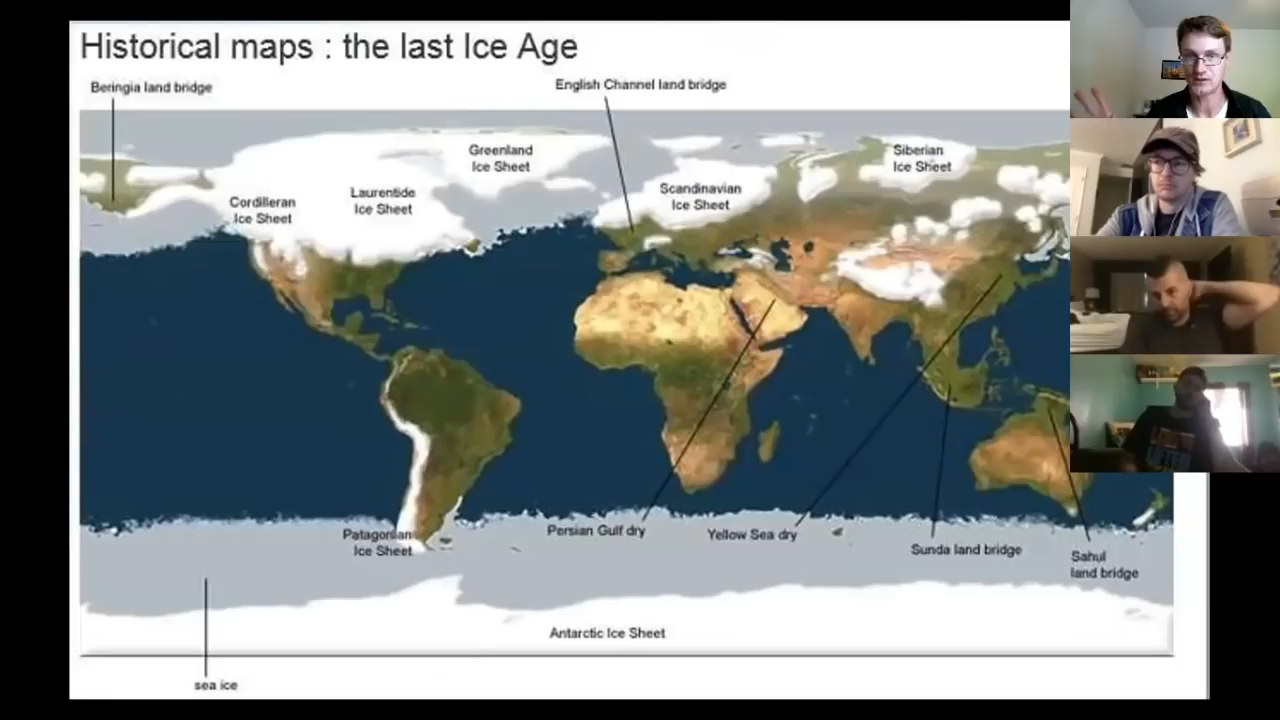 Historical maps : the last Ice Age
Beringia land bridge
English Channel land bridge
Greenland
Ice Sheet
Siberian
Ice Sheet
Laurentide
Ice Sheet
Scandinavian
Ice Sheet
Cordilleran
Ice Sheet
Patagonian
Ice Sheet
Persian Gulf dry
Yellow Sea dry
Sunda land bridge
Sahul
land bridge
Antarctic Ice Sheet
sea ice